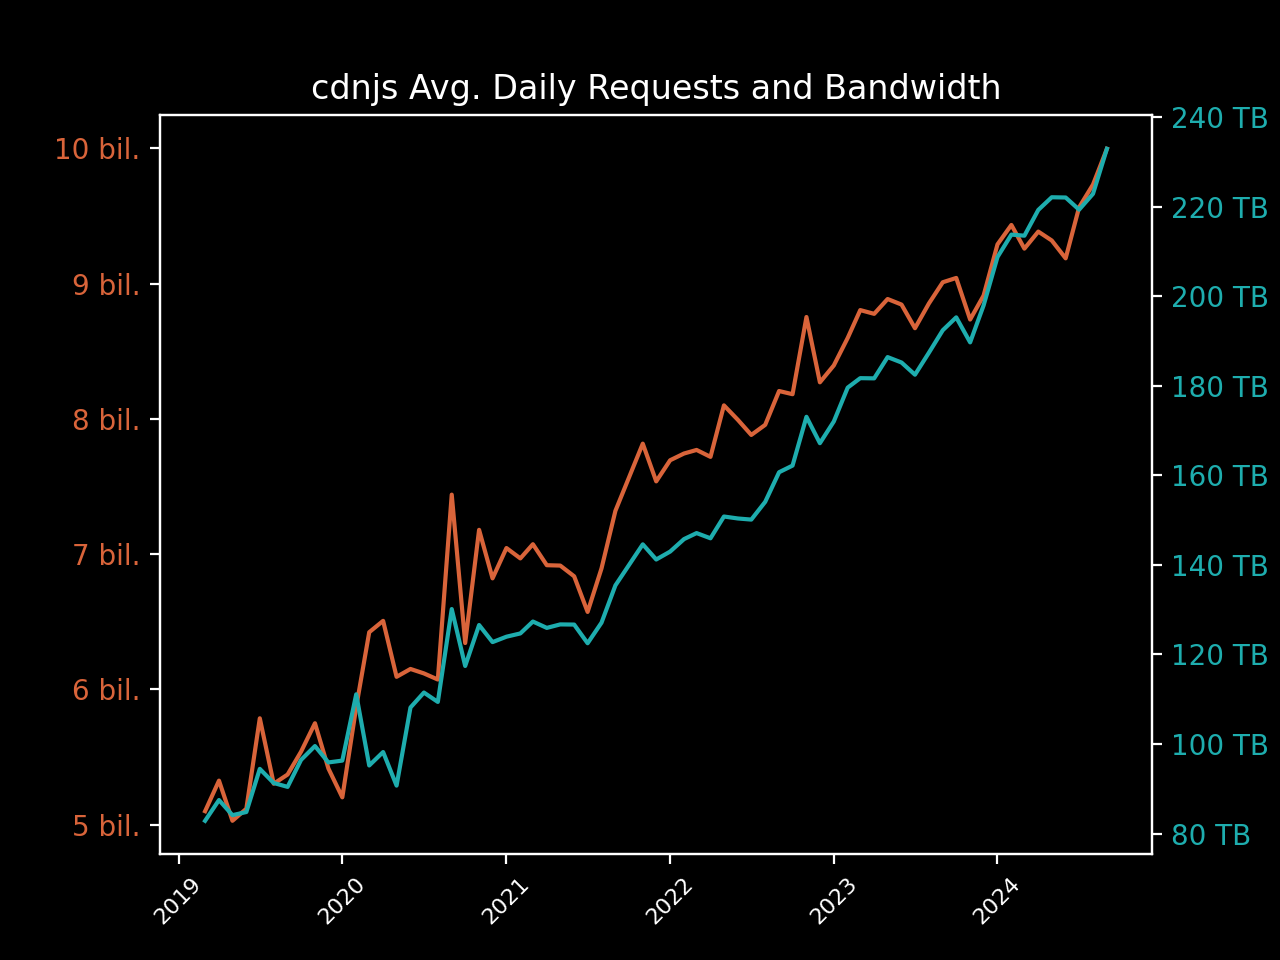 cdnjs Avg. Daily Requests and Bandwidth
10 bil.
9 bil.
8 bil.
7 bil.
6 bil.
5 bil.
240 TB
220 TB
200 TB
180 TB
160 TB
140 TB
120 TB
100 TB
80 TB
2019
2020
2021
2022
2023
2024